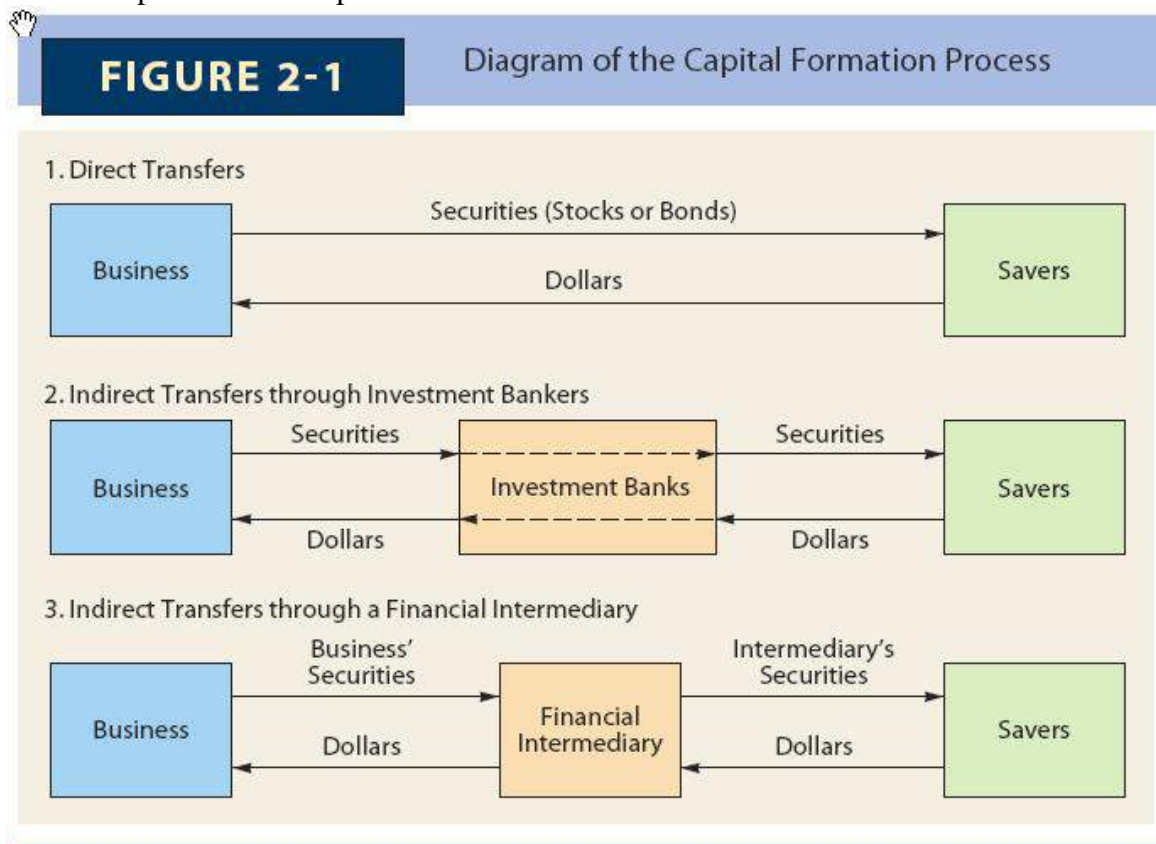 FIGURE 2-1
Diagram of the Capital Formation Process
1. Direct Transfers
Securities (Stocks or Bonds)
Business
Savers
Dollars
2. Indirect Transfers through Investment Bankers
Securities
Securities
Business
Investment Banks
Savers
Dollars
Dollars
3. Indirect Transfers through a Financial Intermediary
Business'
Securities
Intermediary's
Securities
Business
Financial
Intermediary
Savers
Dollars
Dollars